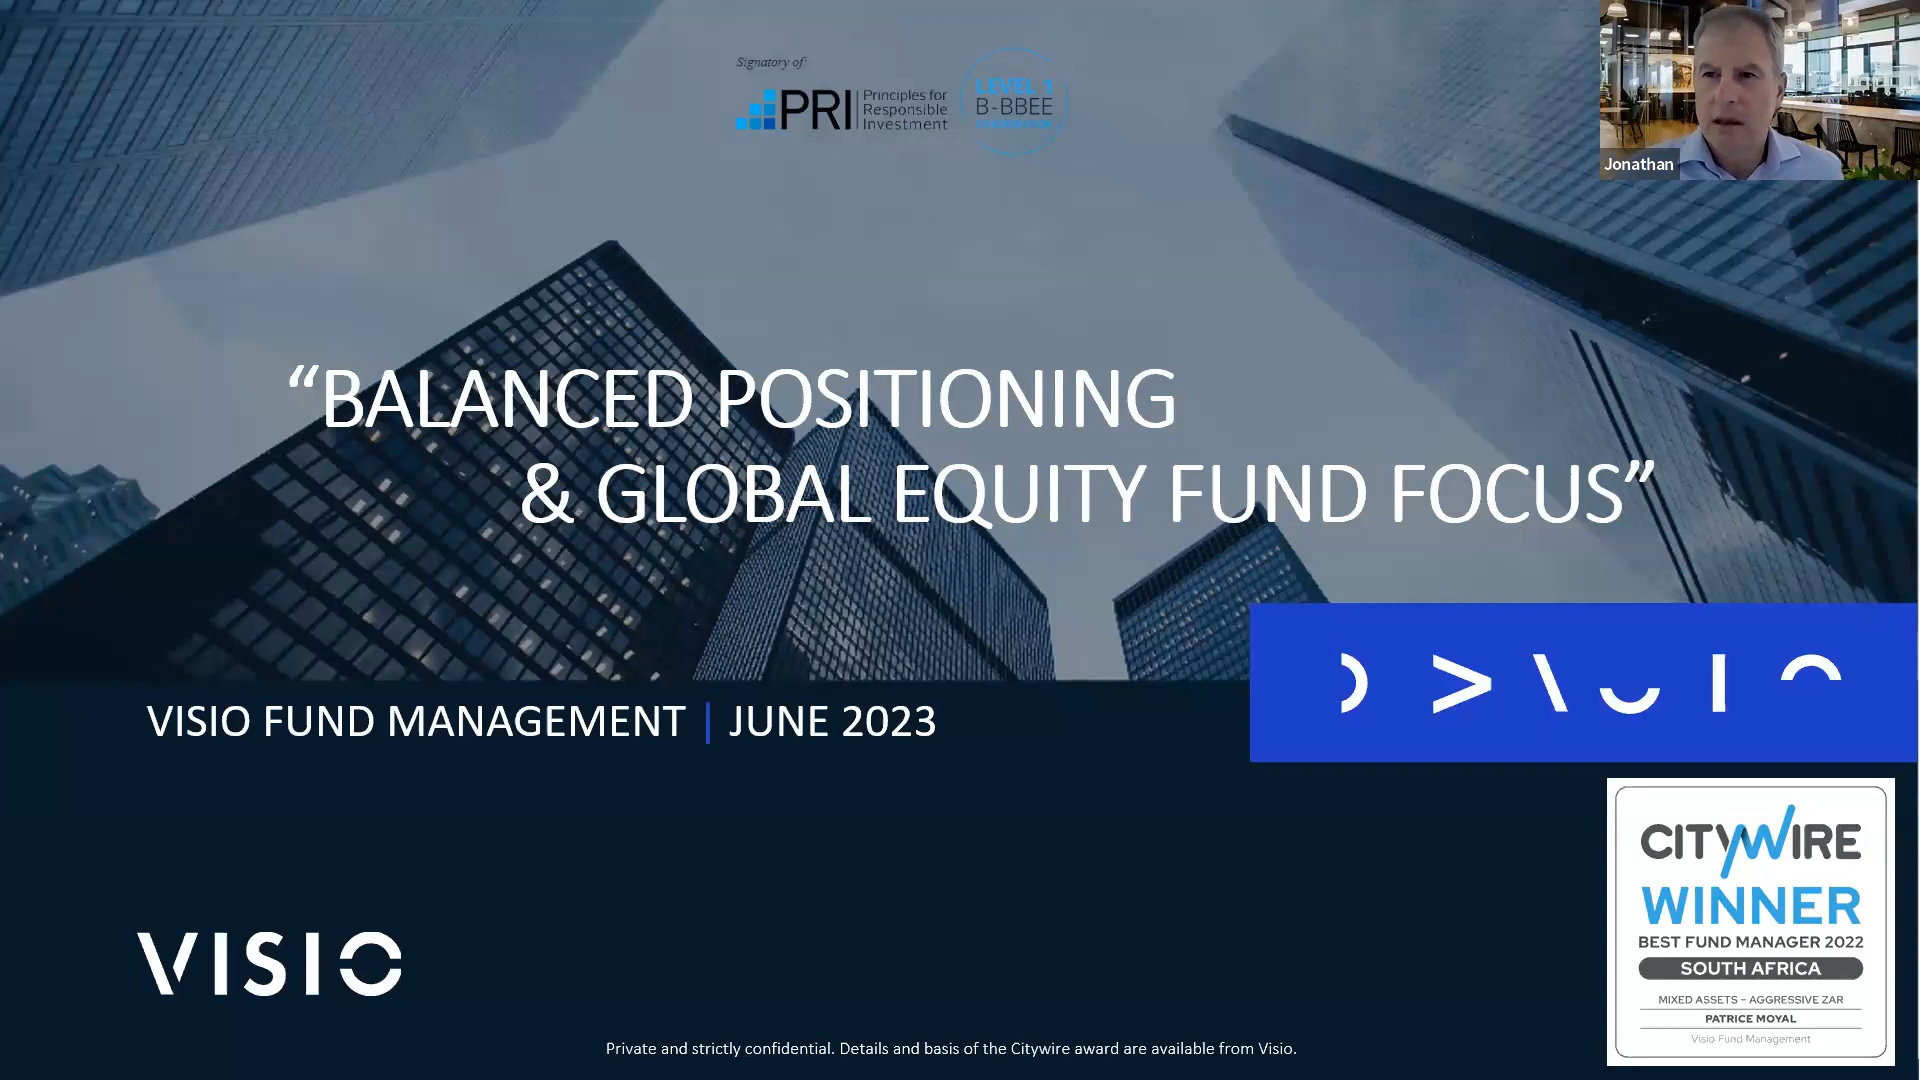 Signatory of:
PRI
Principles for
Responsible
Investment
LEVEL 1
B-BBEE
Jonathan
“BALANCED POSITIONING
& GLOBAL EQUITY FUND FOCUS”
VISIO FUND MANAGEMENT | JUNE 2023
CITYWIRE
WINNER
BEST FUND MANAGER 2022
SOUTH AFRICA
MIXED ASSETS – AGGRESSIVE ZAR
PATRICE MOYAL
Visio Fund Management
VISIO
Private and strictly confidential. Details and basis of the Citywire award are available from Visio.